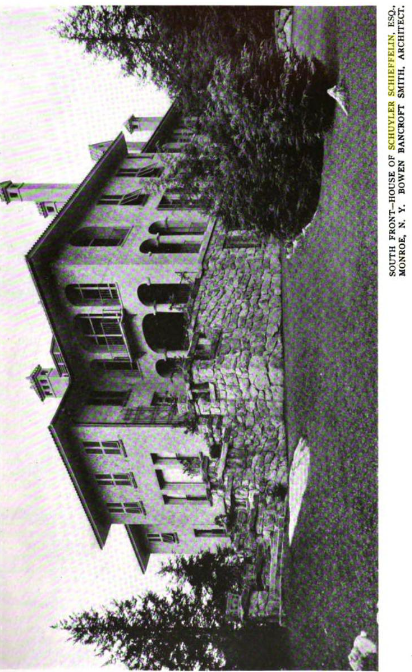 SOUTH FRONT—HOUSE OF SCHUYLER SCHIEFFELIN, ESQ.,
MONROE, N. Y. BOWEN BANCROFT SMITH, ARCHITECT.